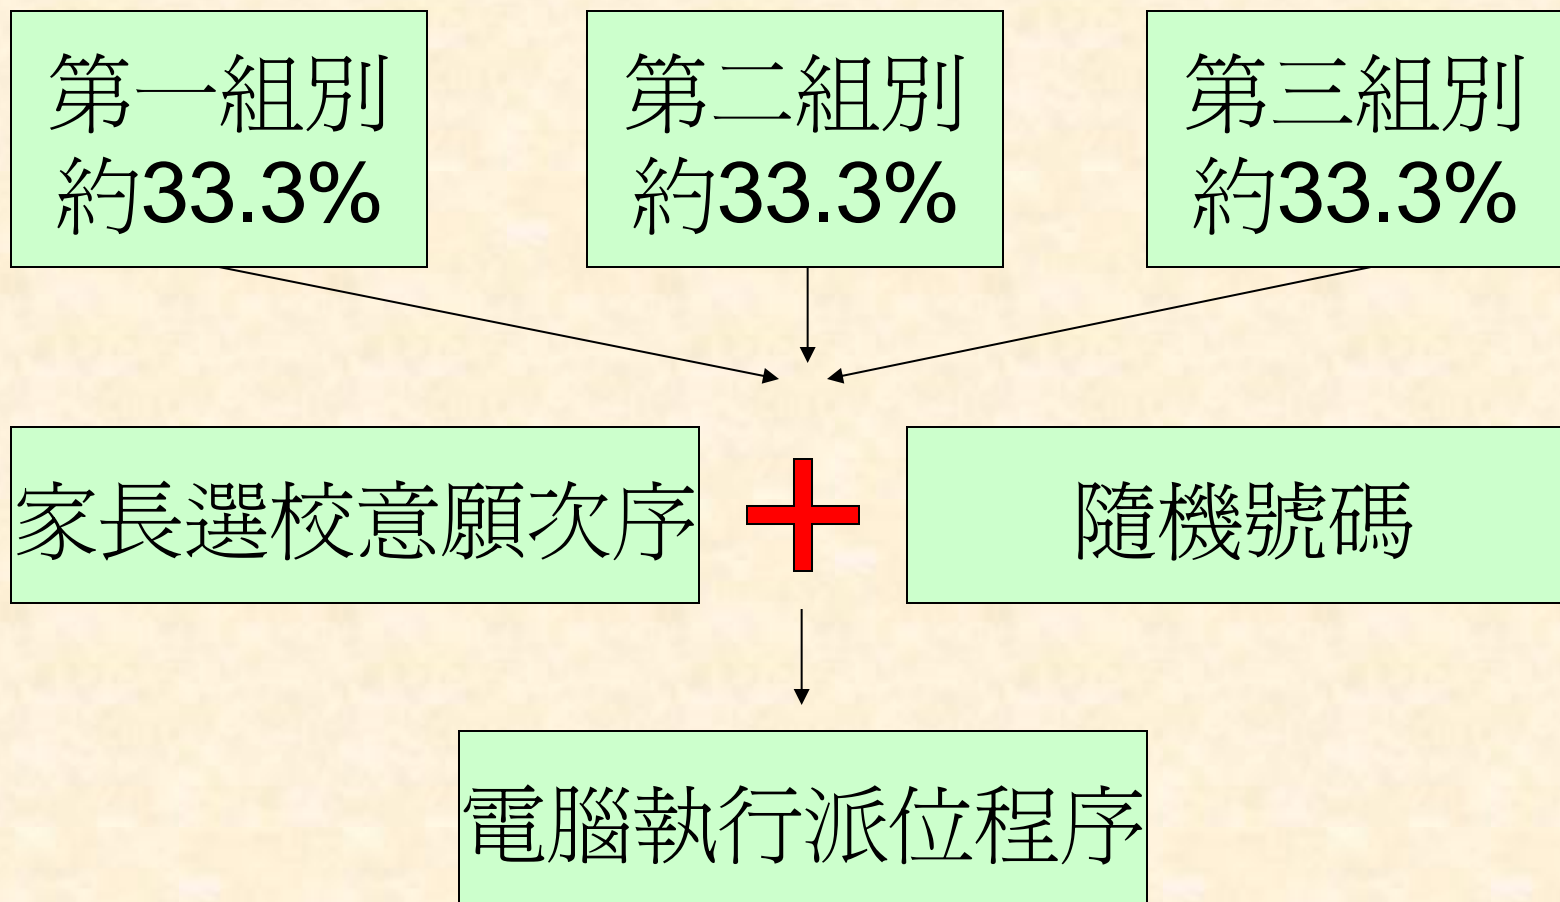 第一組別
約33.3%
第二組別
約33.3%
第三組別
約33.3%
家長選校意願次序
隨機號碼
電腦執行派位程序